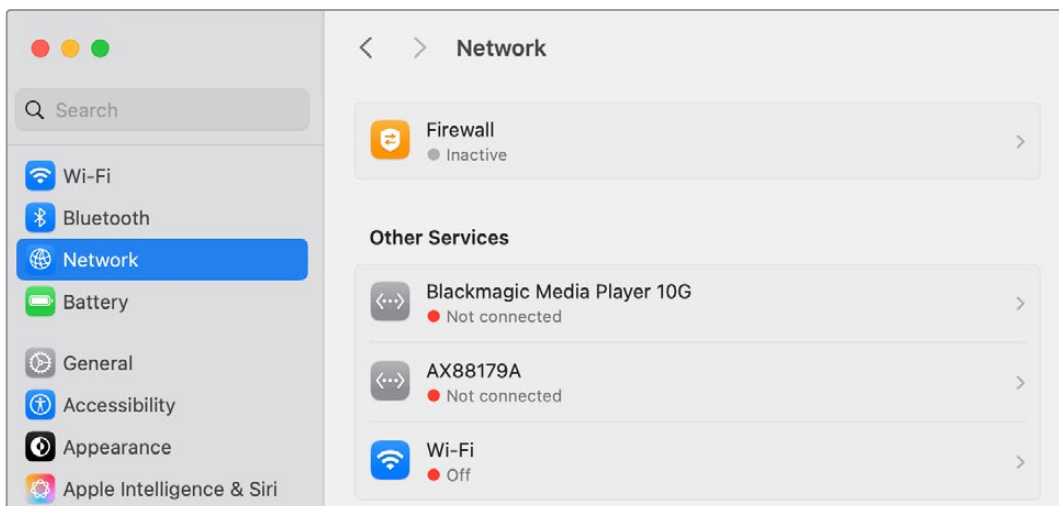 Search
Wi-Fi
Bluetooth
Network
Battery
General
Accessibility
Appearance
Apple Intelligence & Siri
Network
Firewall
Inactive
Other Services
Blackmagic Media Player 10G
Not connected
AX88179A
Not connected
Wi-Fi
Off